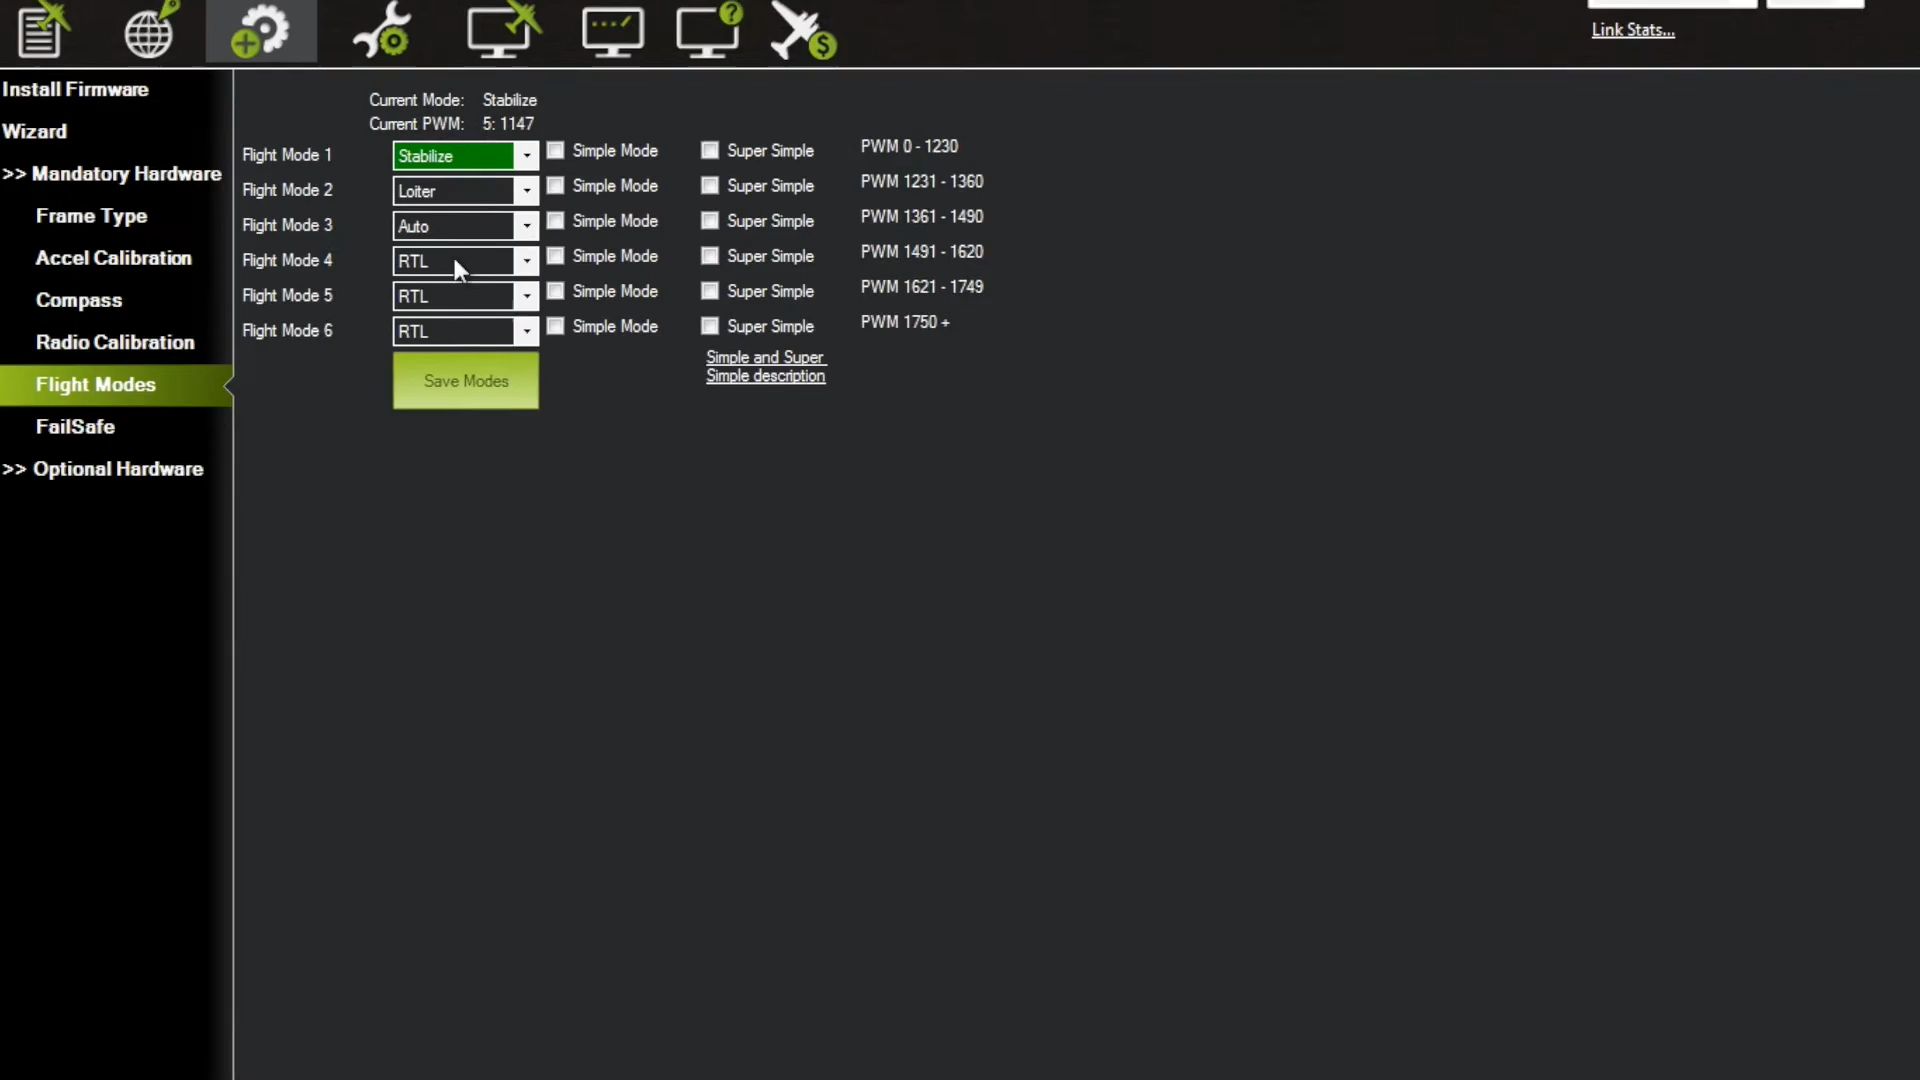 Link Stats...
Install Firmware
Wizard
>> Mandatory Hardware
Frame Type
Accel Calibration
Compass
Radio Calibration
Flight Modes
FailSafe
>> Optional Hardware
Current Mode: Stabilize
Current PWM: 5: 1147
Flight Mode 1 Stabilize Simple Mode Super Simple PWM 0 - 1230
Flight Mode 2 Loiter Simple Mode Super Simple PWM 1231 - 1360
Flight Mode 3 Auto Simple Mode Super Simple PWM 1361 - 1490
Flight Mode 4 RTL Simple Mode Super Simple PWM 1491 - 1620
Flight Mode 5 RTL Simple Mode Super Simple PWM 1621 - 1749
Flight Mode 6 RTL Simple Mode Super Simple PWM 1750 +
Save Modes
Simple and Super
Simple description